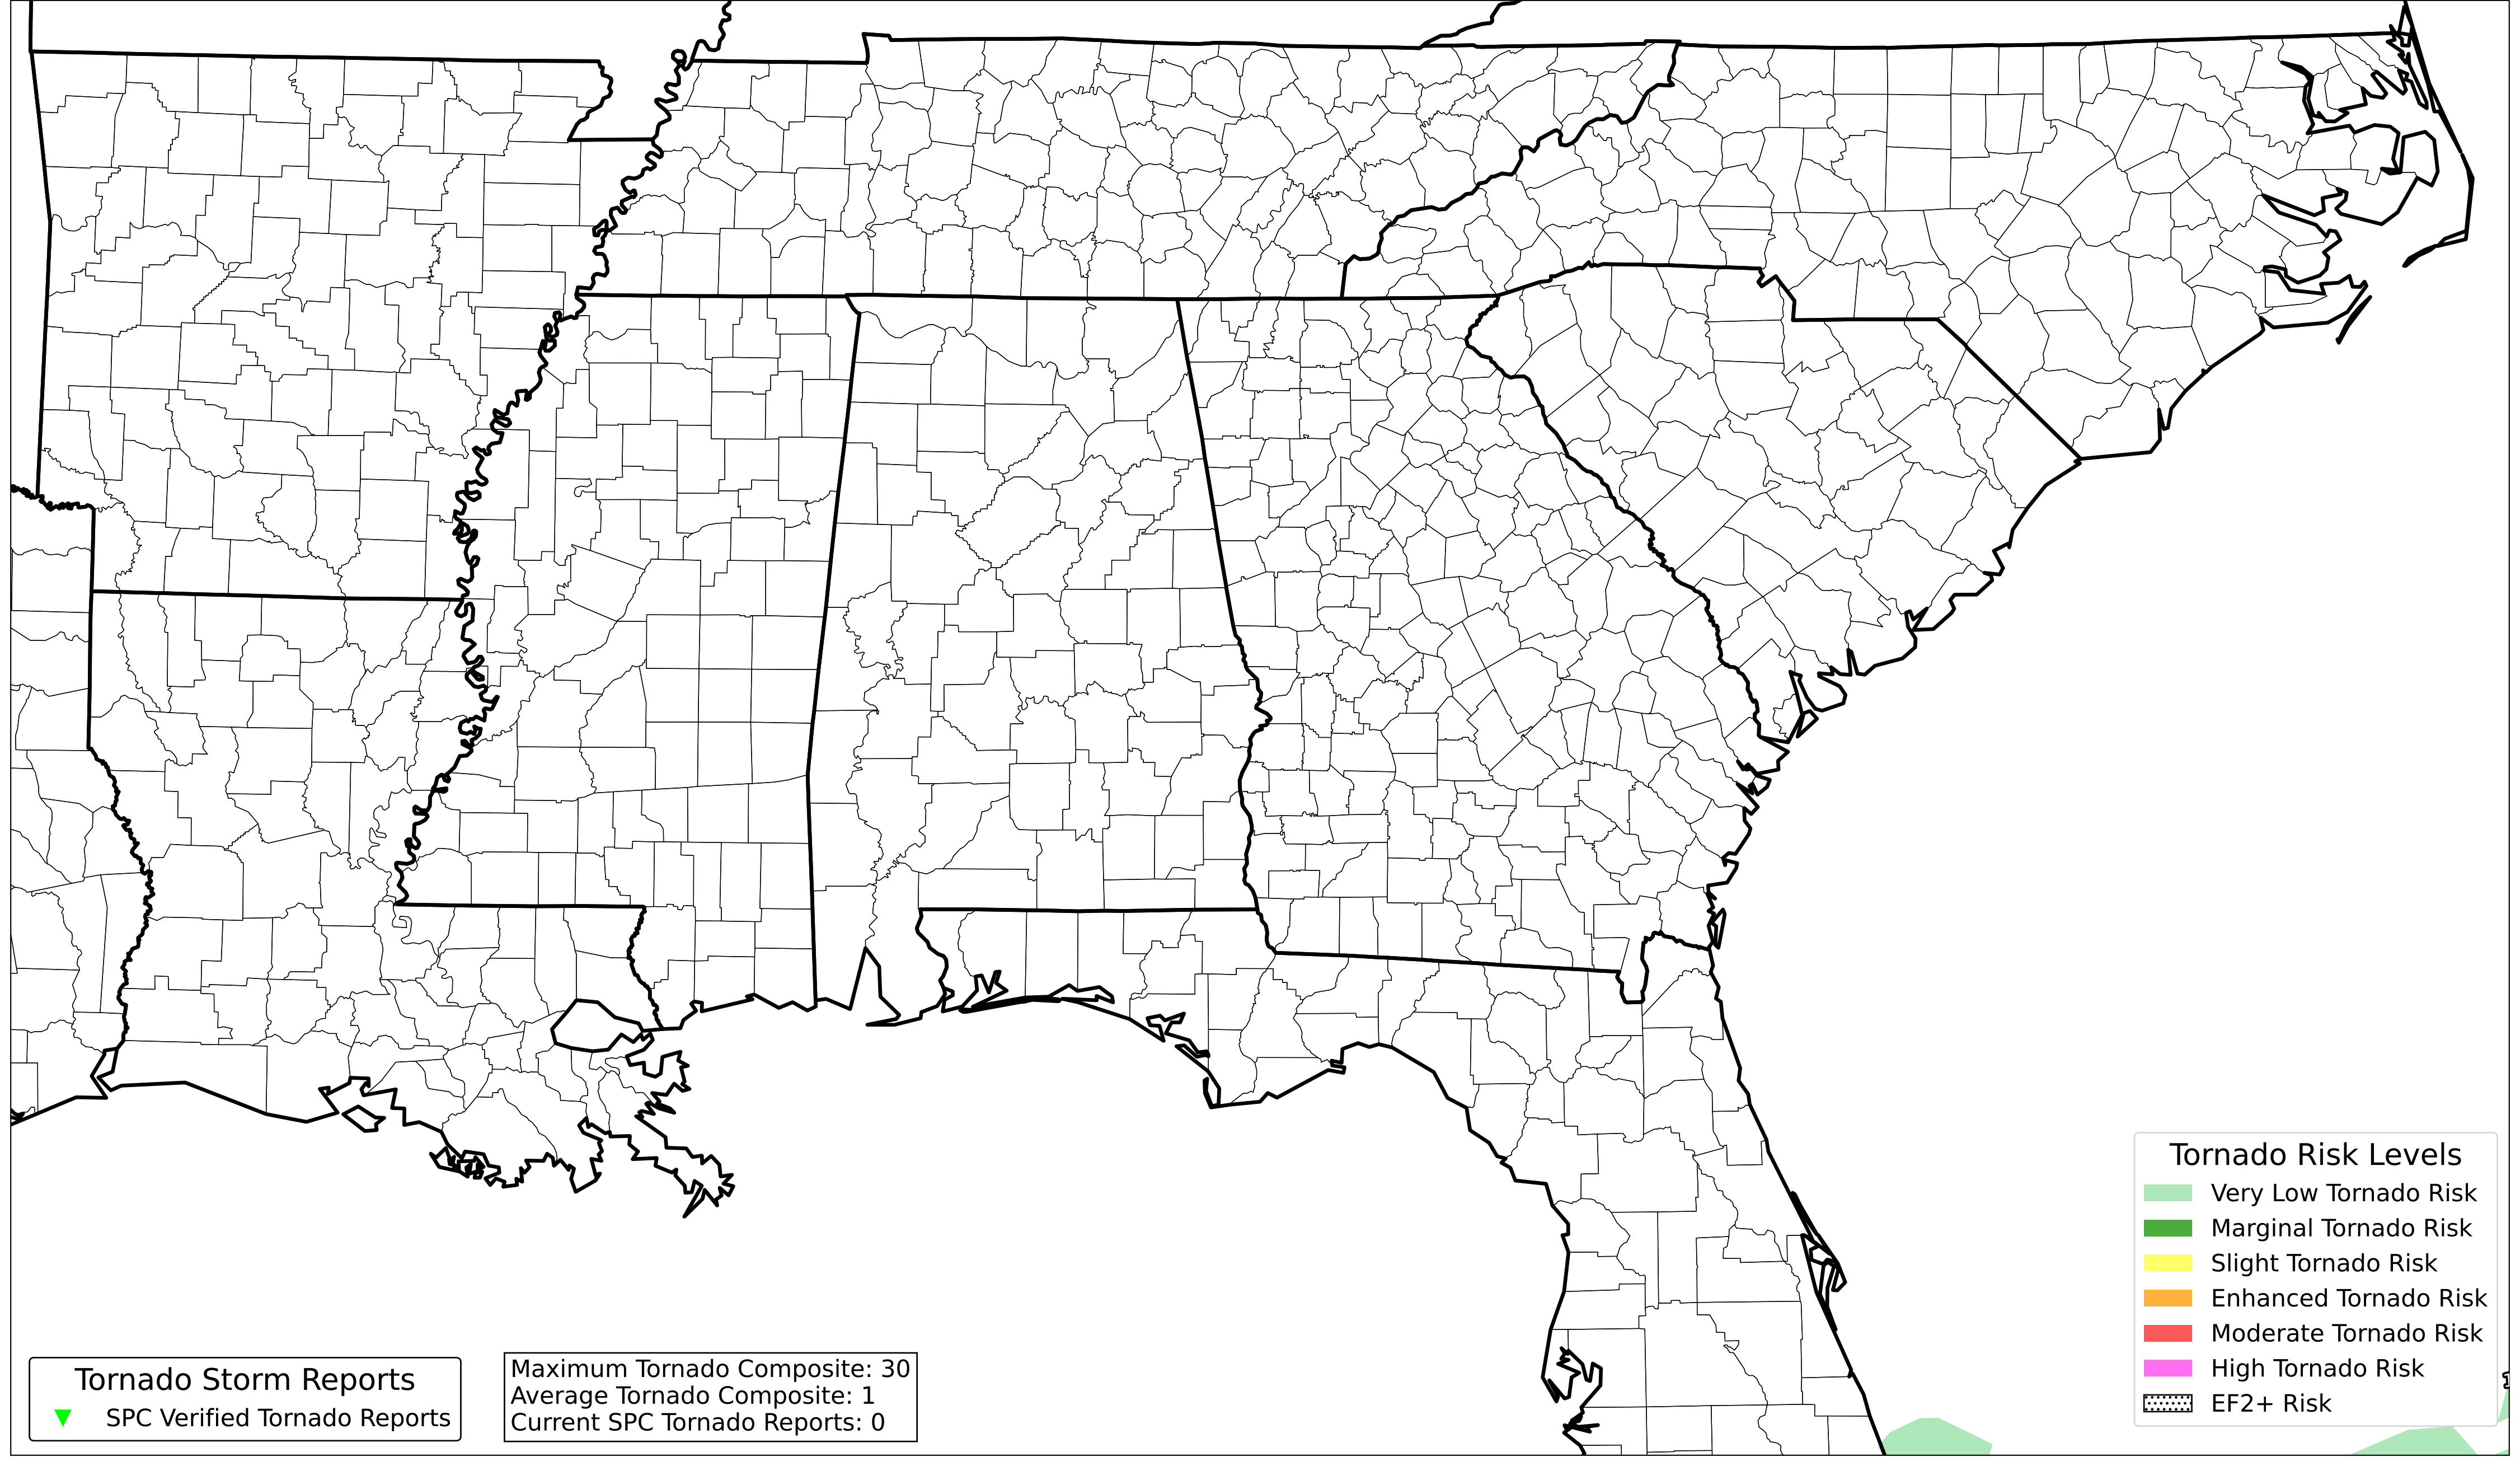 Tornado Risk Levels
Very Low Tornado Risk
Marginal Tornado Risk
Slight Tornado Risk
Enhanced Tornado Risk
Moderate Tornado Risk
High Tornado Risk
EF2+ Risk
Tornado Storm Reports
SPC Verified Tornado Reports
Maximum Tornado Composite: 30
Average Tornado Composite: 1
Current SPC Tornado Reports: 0